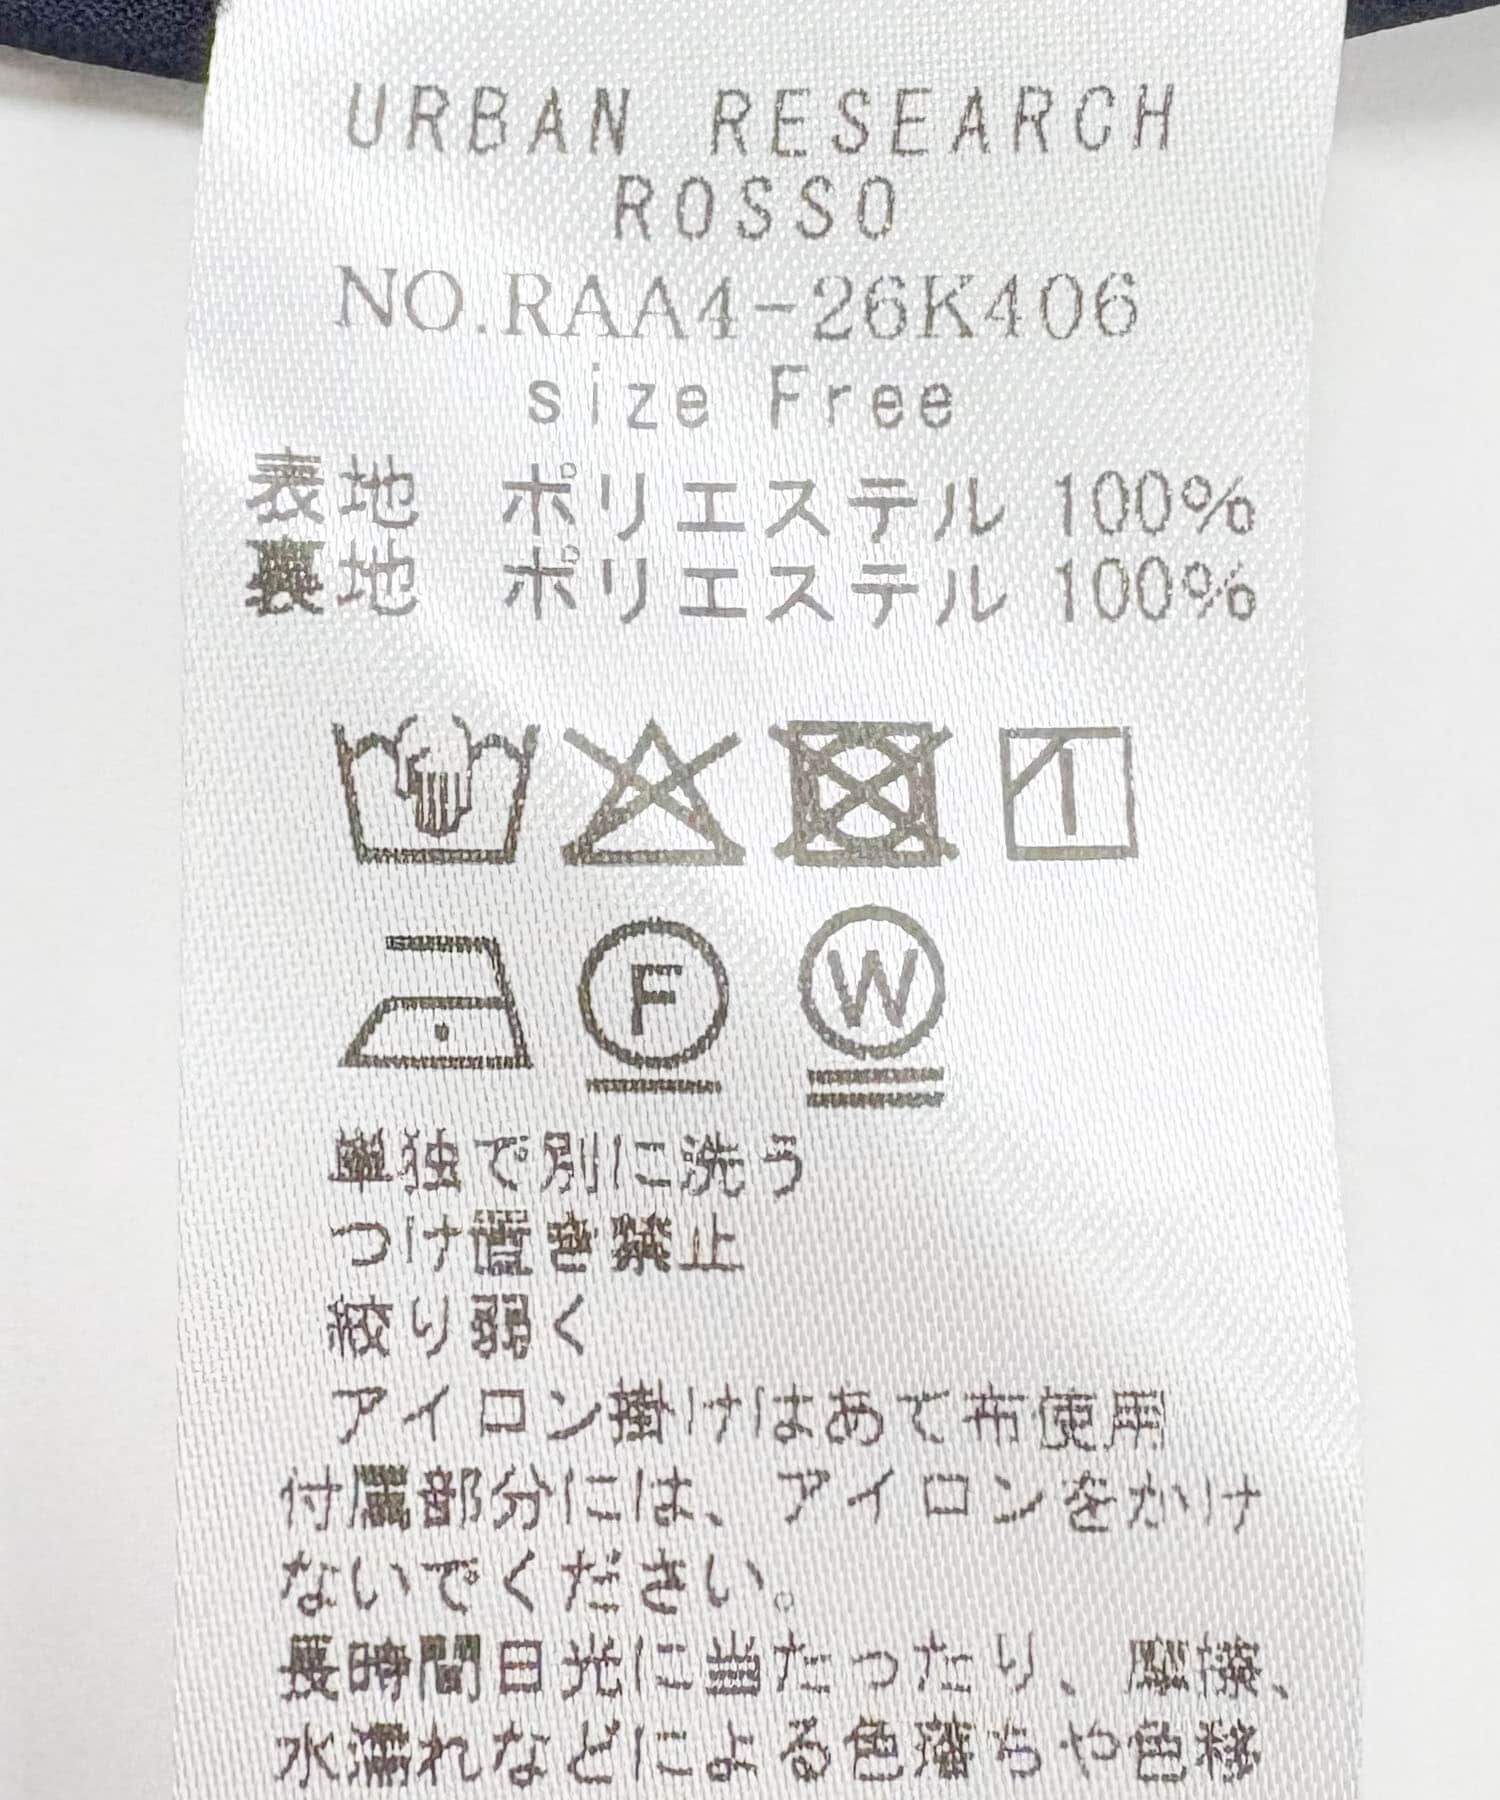 URBAN RESEARCH
ROSSO
NO.RAA4-26K406
size Free
表地 ポリエステル 100%
裏地 ポリエステル 100%
F
W
単独で別に洗う
つけ置き禁止
絞り弱く
アイロン掛けはあて布使用
付属部分には、アイロンをかけ
ないでください。
長時間日光に当たったり、摩擦、
水濡れなどによる色落ちや色移